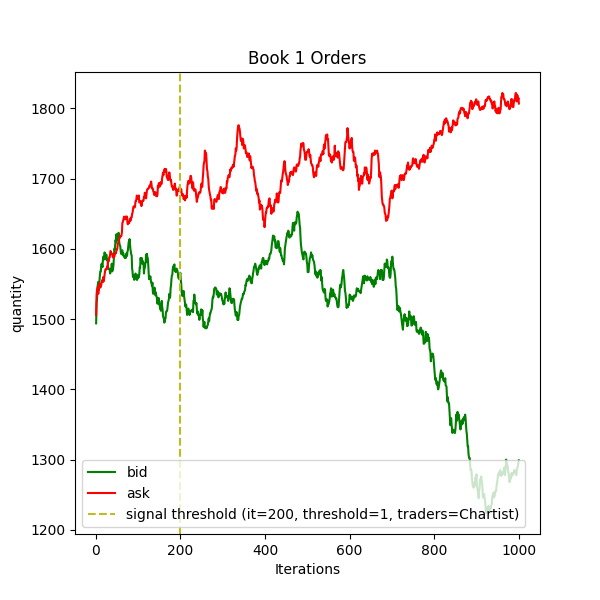 Book 1 Orders
quantity
1800
1700
1600
1500
1400
1300
1200
bid
ask
signal threshold (it=200, threshold=1, traders=Chartist)
0 200 400 600 800 1000
Iterations